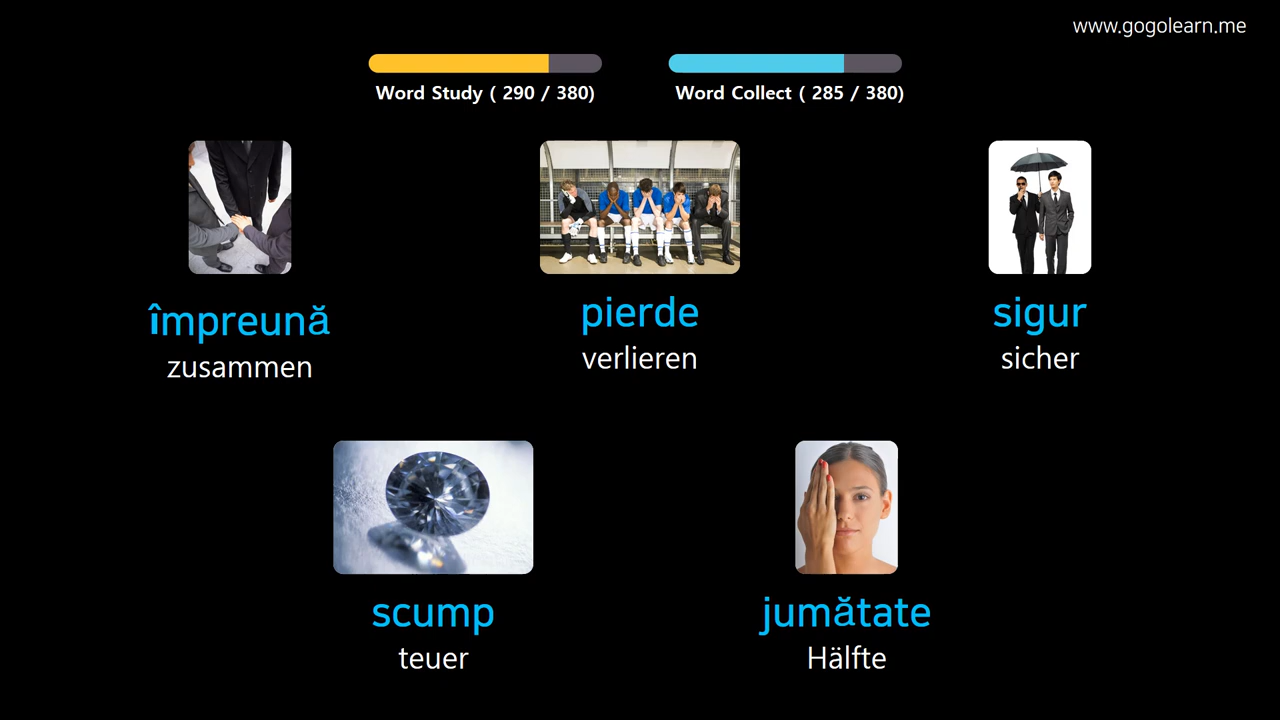 www.gogolearn.me
Word Study ( 290 / 380)
Word Collect ( 285 / 380)
împreună
zusammen
pierde
verlieren
sigur
sicher
scump
teuer
jumătate
Hälfte